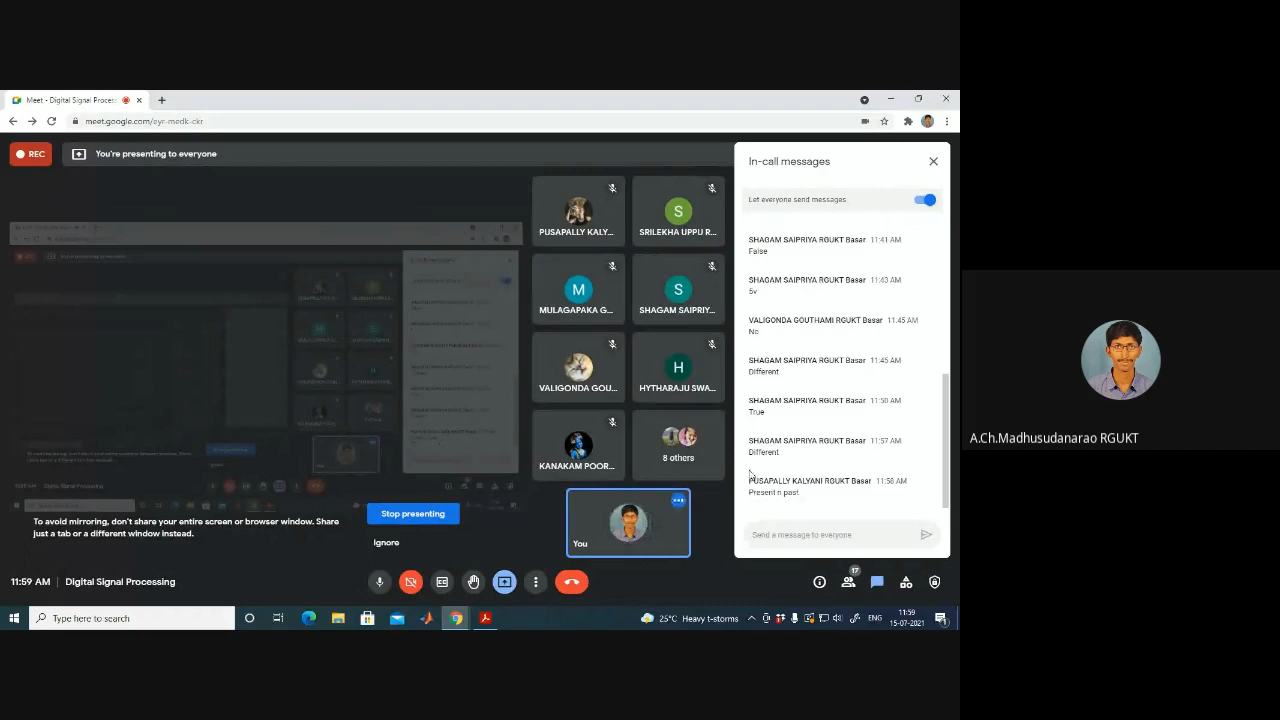 Meet - Digital Signal Process
meet.google.com/eyr-medk-ckr
REC
You're presenting to everyone
In-call messages
Let everyone send messages
SHAGAM SAIPRIYA RGUKT Basar 11:41 AM
False
SHAGAM SAIPRIYA RGUKT Basar 11:43 AM
5v
VALIGONDA GOUTHAMI RGUKT Basar 11:45 AM
No
SHAGAM SAIPRIYA RGUKT Basar 11:45 AM
Different
SHAGAM SAIPRIYA RGUKT Basar 11:50 AM
True
SHAGAM SAIPRIYA RGUKT Basar 11:57 AM
Different
PUSAPALLY KALYANI RGUKT Basar 11:58 AM
Present n past
Send a message to everyone
PUSAPALLY KALY...
S
SRILEKHA UPPU R...
M
MULAGAPAKA G...
S
SHAGAM SAIPRIY...
VALIGONDA GOU...
H
HYTHARAJU SWA...
KANAKAM POOR...
8 others
You
To avoid mirroring, don't share your entire screen or browser window. Share
just a tab or a different window instead.
Stop presenting
Ignore
11:59 AM | Digital Signal Processing
17
Type here to search
25°C Heavy t-storms
ENG
11:59
15-07-2021
A.Ch.Madhusudanarao RGUKT